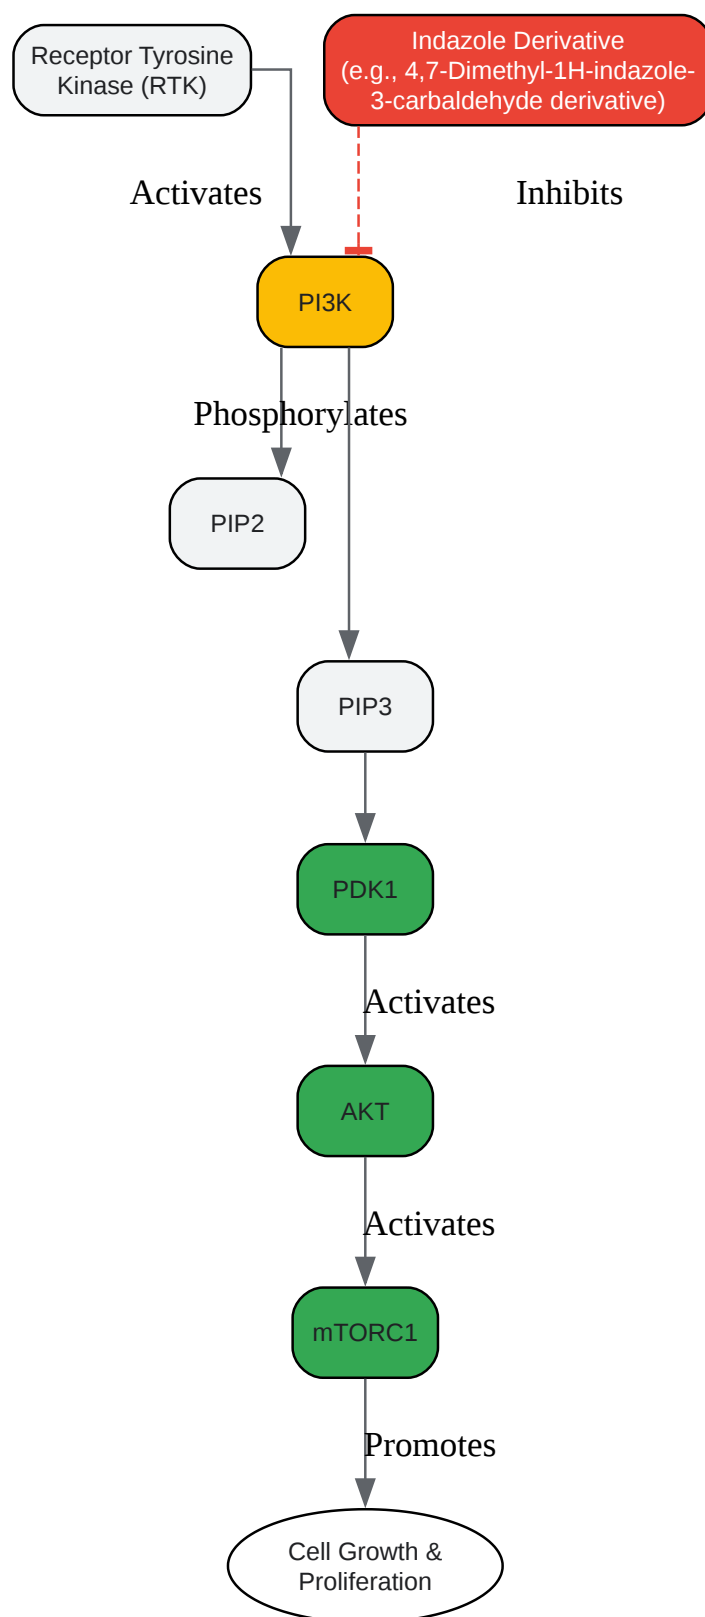 Receptor Tyrosine
Kinase (RTK)
Indazole Derivative
(e.g., 4,7-Dimethyl-1H-indazole-
3-carbaldehyde derivative)
Activates
Inhibits
PI3K
Phosphorylates
PIP2
PIP3
PDK1
Activates
AKT
Activates
mTORC1
Promotes
Cell Growth &
Proliferation